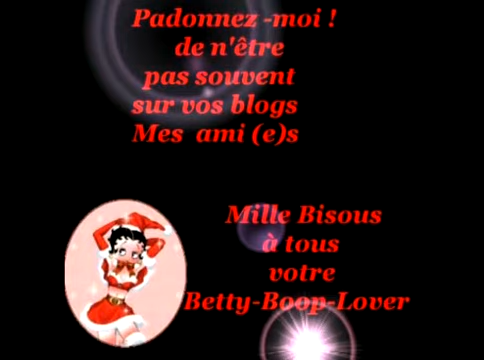 Padonnez -moi !
de n'être
pas souvent
sur vos blogs
Mes ami (e)s
Mille Bisous
à tous
votre
Betty-Boop-Lover